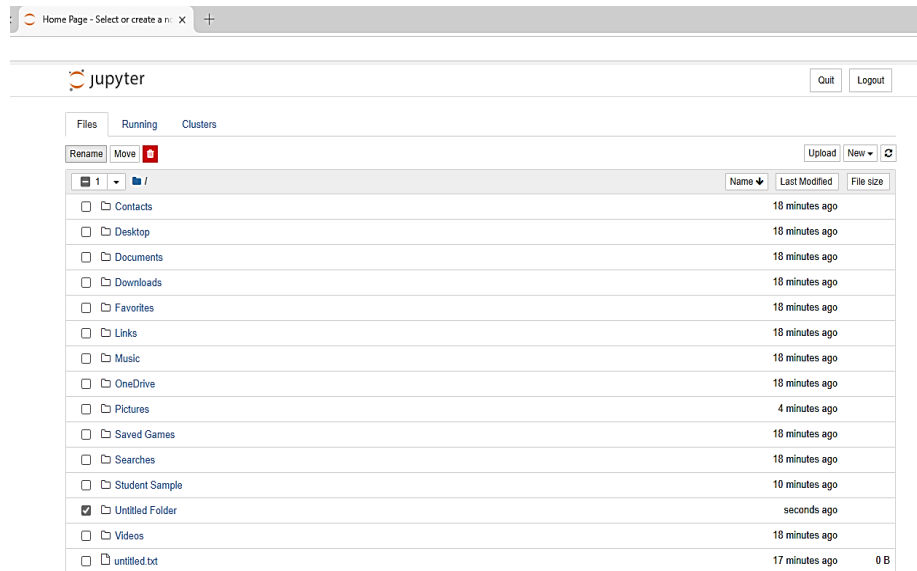 Home Page - Select or create a n
jupyter
Quit Logout
Files Running Clusters
Rename Move
Upload New
1 / Name Last Modified File size
Contacts 18 minutes ago
Desktop 18 minutes ago
Documents 18 minutes ago
Downloads 18 minutes ago
Favorites 18 minutes ago
Links 18 minutes ago
Music 18 minutes ago
OneDrive 18 minutes ago
Pictures 4 minutes ago
Saved Games 18 minutes ago
Searches 18 minutes ago
Student Sample 10 minutes ago
Untitled Folder seconds ago
Videos 18 minutes ago
untitled.txt 17 minutes ago 0 B